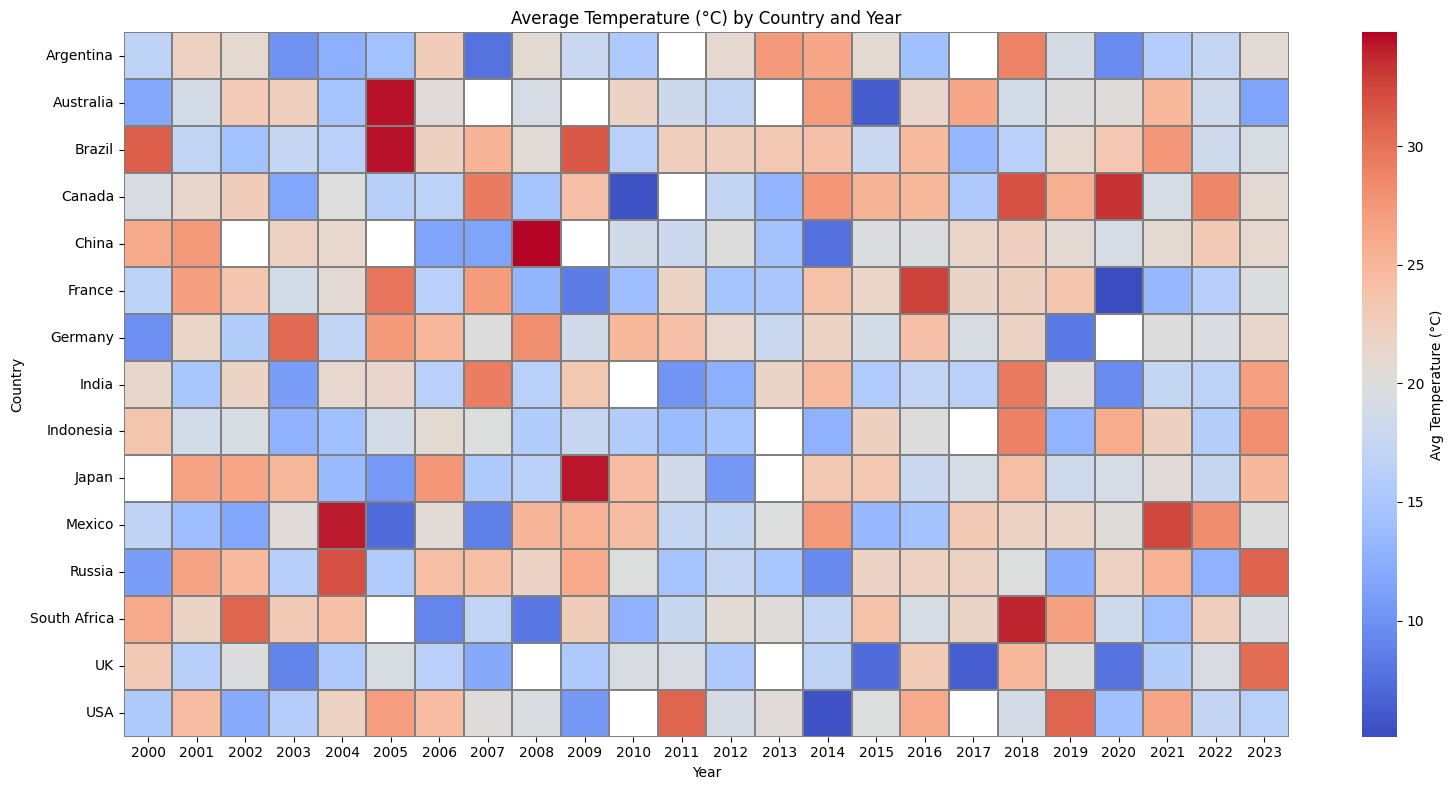 Average Temperature (°C) by Country and Year
Country
Argentina
Australia
Brazil
Canada
China
France
Germany
India
Indonesia
Japan
Mexico
Russia
South Africa
UK
USA
2000 2001 2002 2003 2004 2005 2006 2007 2008 2009 2010 2011 2012 2013 2014 2015 2016 2017 2018 2019 2020 2021 2022 2023
Year
30
25
20
15
10
Avg Temperature (°C)